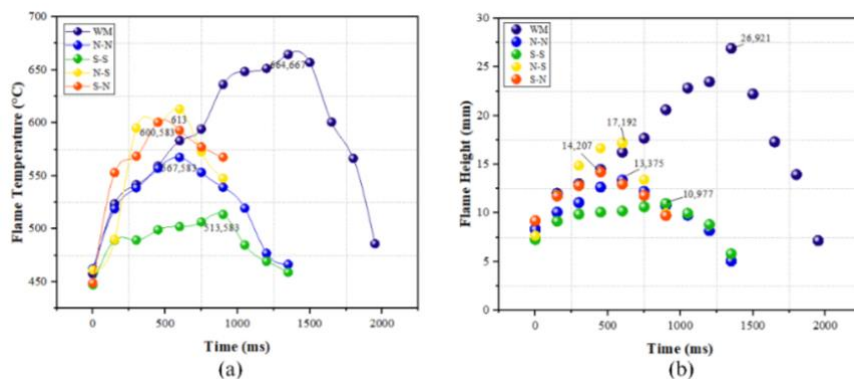 700
650
600
550
500
450
Flame Temperature (°C)
WM
N-N
S-S
N-S
S-N
664,667
613
600,583
567,583
513,583
0
500
1000
1500
2000
Time (ms)
(a)
30
25
20
15
10
5
0
Flame Height (mm)
WM
N-N
S-S
N-S
S-N
26,921
17,192
14,207
13,375
10,977
0
500
1000
1500
2000
Time (ms)
(b)